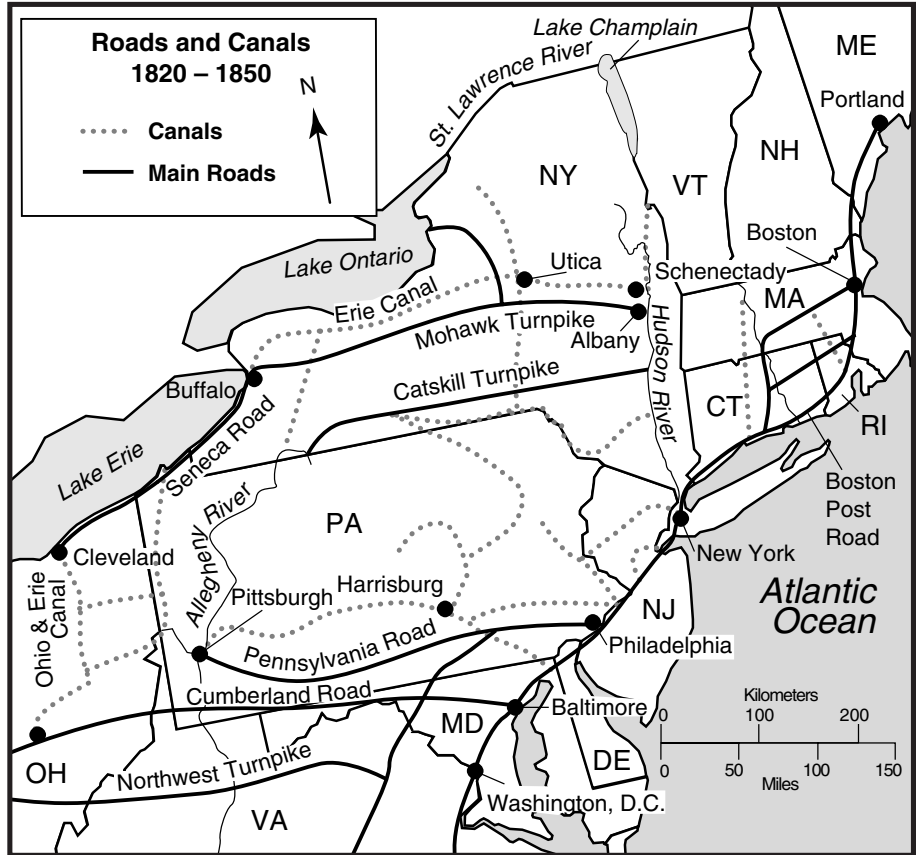 Roads and Canals
1820 – 1850
N
Canals
Main Roads
Lake Champlain
St. Lawrence River
ME
Portland
NH
NY
VT
Boston
Lake Ontario
Utica
Schenectady
Erie Canal
MA
Mohawk Turnpike
Albany
Hudson River
Buffalo
Catskill Turnpike
CT
RI
Seneca Road
Lake Erie
Boston
Post
Road
Allegheny River
PA
New York
Cleveland
Ohio & Erie
Canal
Pittsburgh
Harrisburg
NJ
Atlantic
Ocean
Pennsylvania Road
Philadelphia
Cumberland Road
Baltimore
MD
Kilometers
0 100 200
0 50 100 150
Miles
OH
Northwest Turnpike
DE
Washington, D.C.
VA